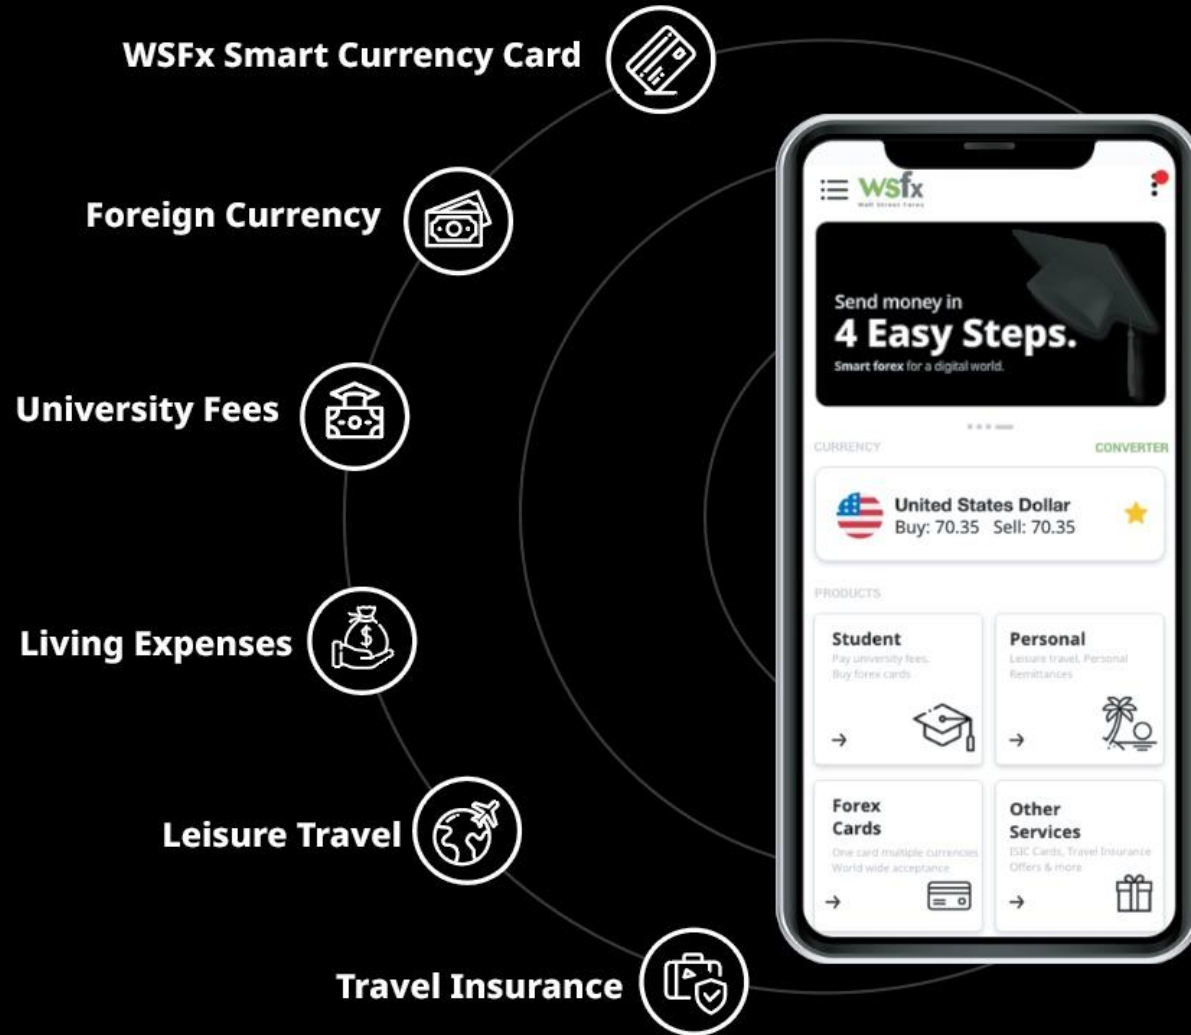 WSFx Smart Currency Card
Foreign Currency
University Fees
Living Expenses
Leisure Travel
Travel Insurance
wsfx
Wall Street Forex
Send money in
4 Easy Steps.
Smart forex for a digital world.
CURRENCY
CONVERTER
United States Dollar
Buy: 70.35 Sell: 70.35
PRODUCTS
Student
Pay university fees,
Buy forex cards
Personal
Leisure travel, Personal
Remittances
Forex
Cards
One card multiple currencies
World wide acceptance
Other
Services
ISIC Cards, Travel Insurance
Offers & more